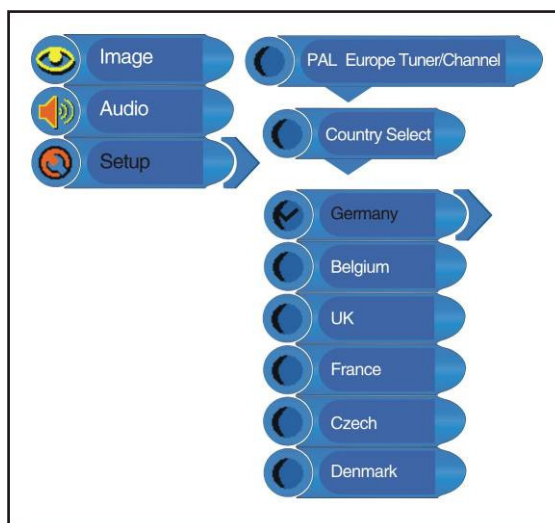 Image
Audio
Setup
PAL Europe Tuner/Channel
Country Select
Germany
Belgium
UK
France
Czech
Denmark